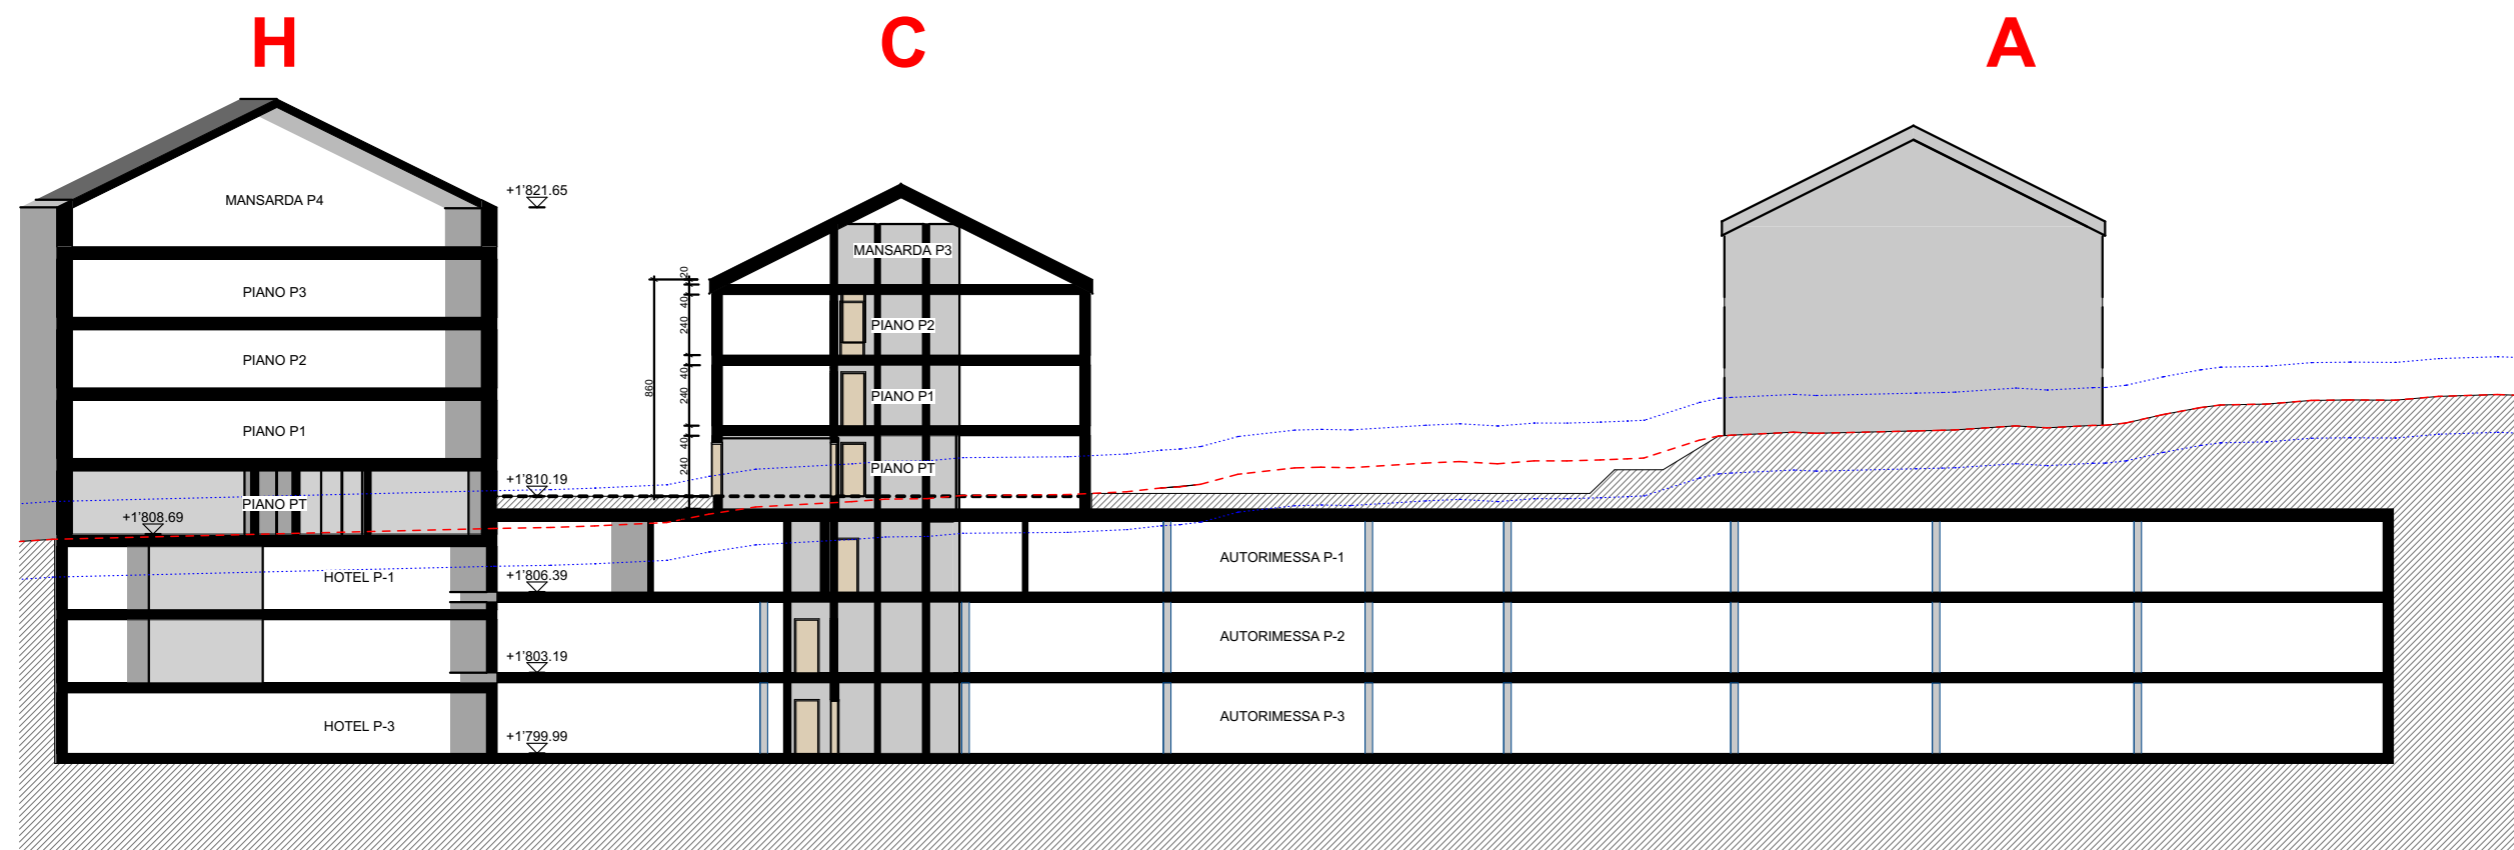 H
C
A
MANSARDA P4
PIANO P3
PIANO P2
PIANO P1
PIANO PT
+1'808.69
HOTEL P-1
HOTEL P-3
+1'821.65
+1'810.19
+1'806.39
+1'803.19
+1'799.99
860
20
40
240
40
240
40
240
MANSARDA P3
PIANO P2
PIANO P1
PIANO PT
AUTORIMESSA P-1
AUTORIMESSA P-2
AUTORIMESSA P-3